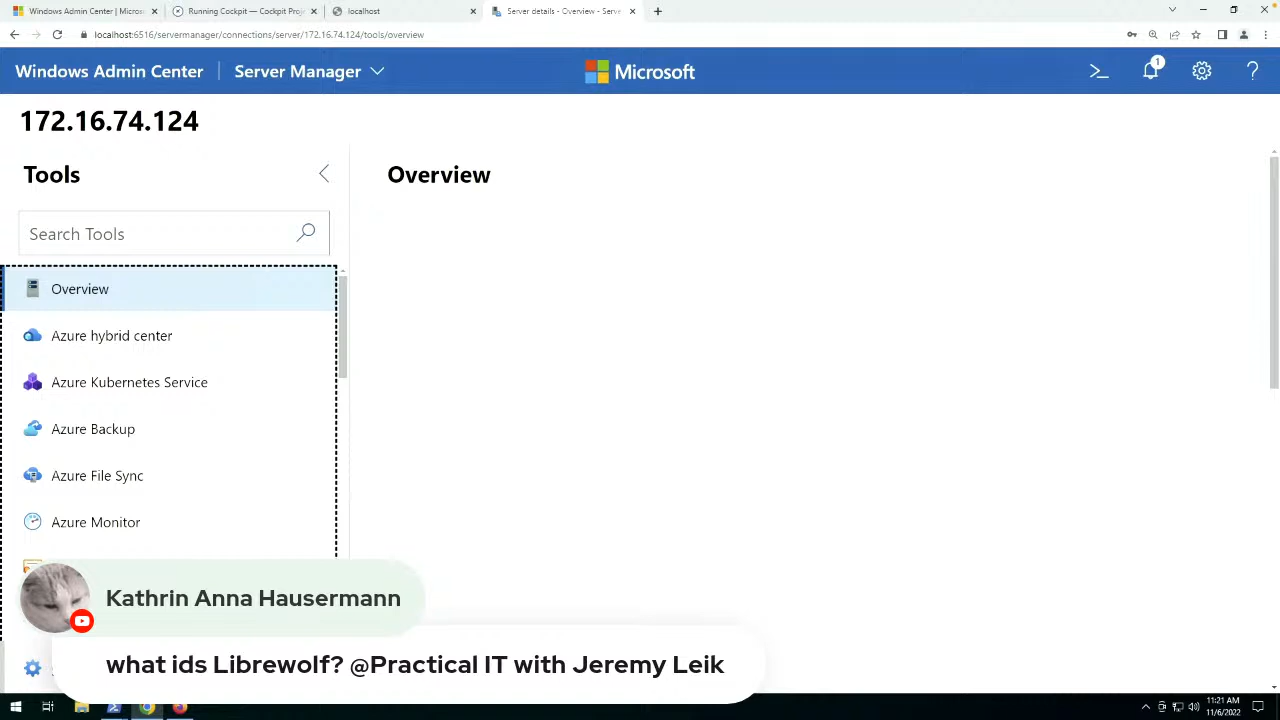 Windows Admin Center | Micros
Running Cockpit — Cockpit Proje
localhost
Server details - Overview - Serve
localhost:6516/servermanager/connections/server/172.16.74.124/tools/overview
Windows Admin Center
Server Manager
Microsoft
1
172.16.74.124
Tools
Overview
Search Tools
Overview
Azure hybrid center
Azure Kubernetes Service
Azure Backup
Azure File Sync
Azure Monitor
Kathrin Anna Hausermann
what ids Librewolf? @Practical IT with Jeremy Leik
11:21 AM
11/6/2022